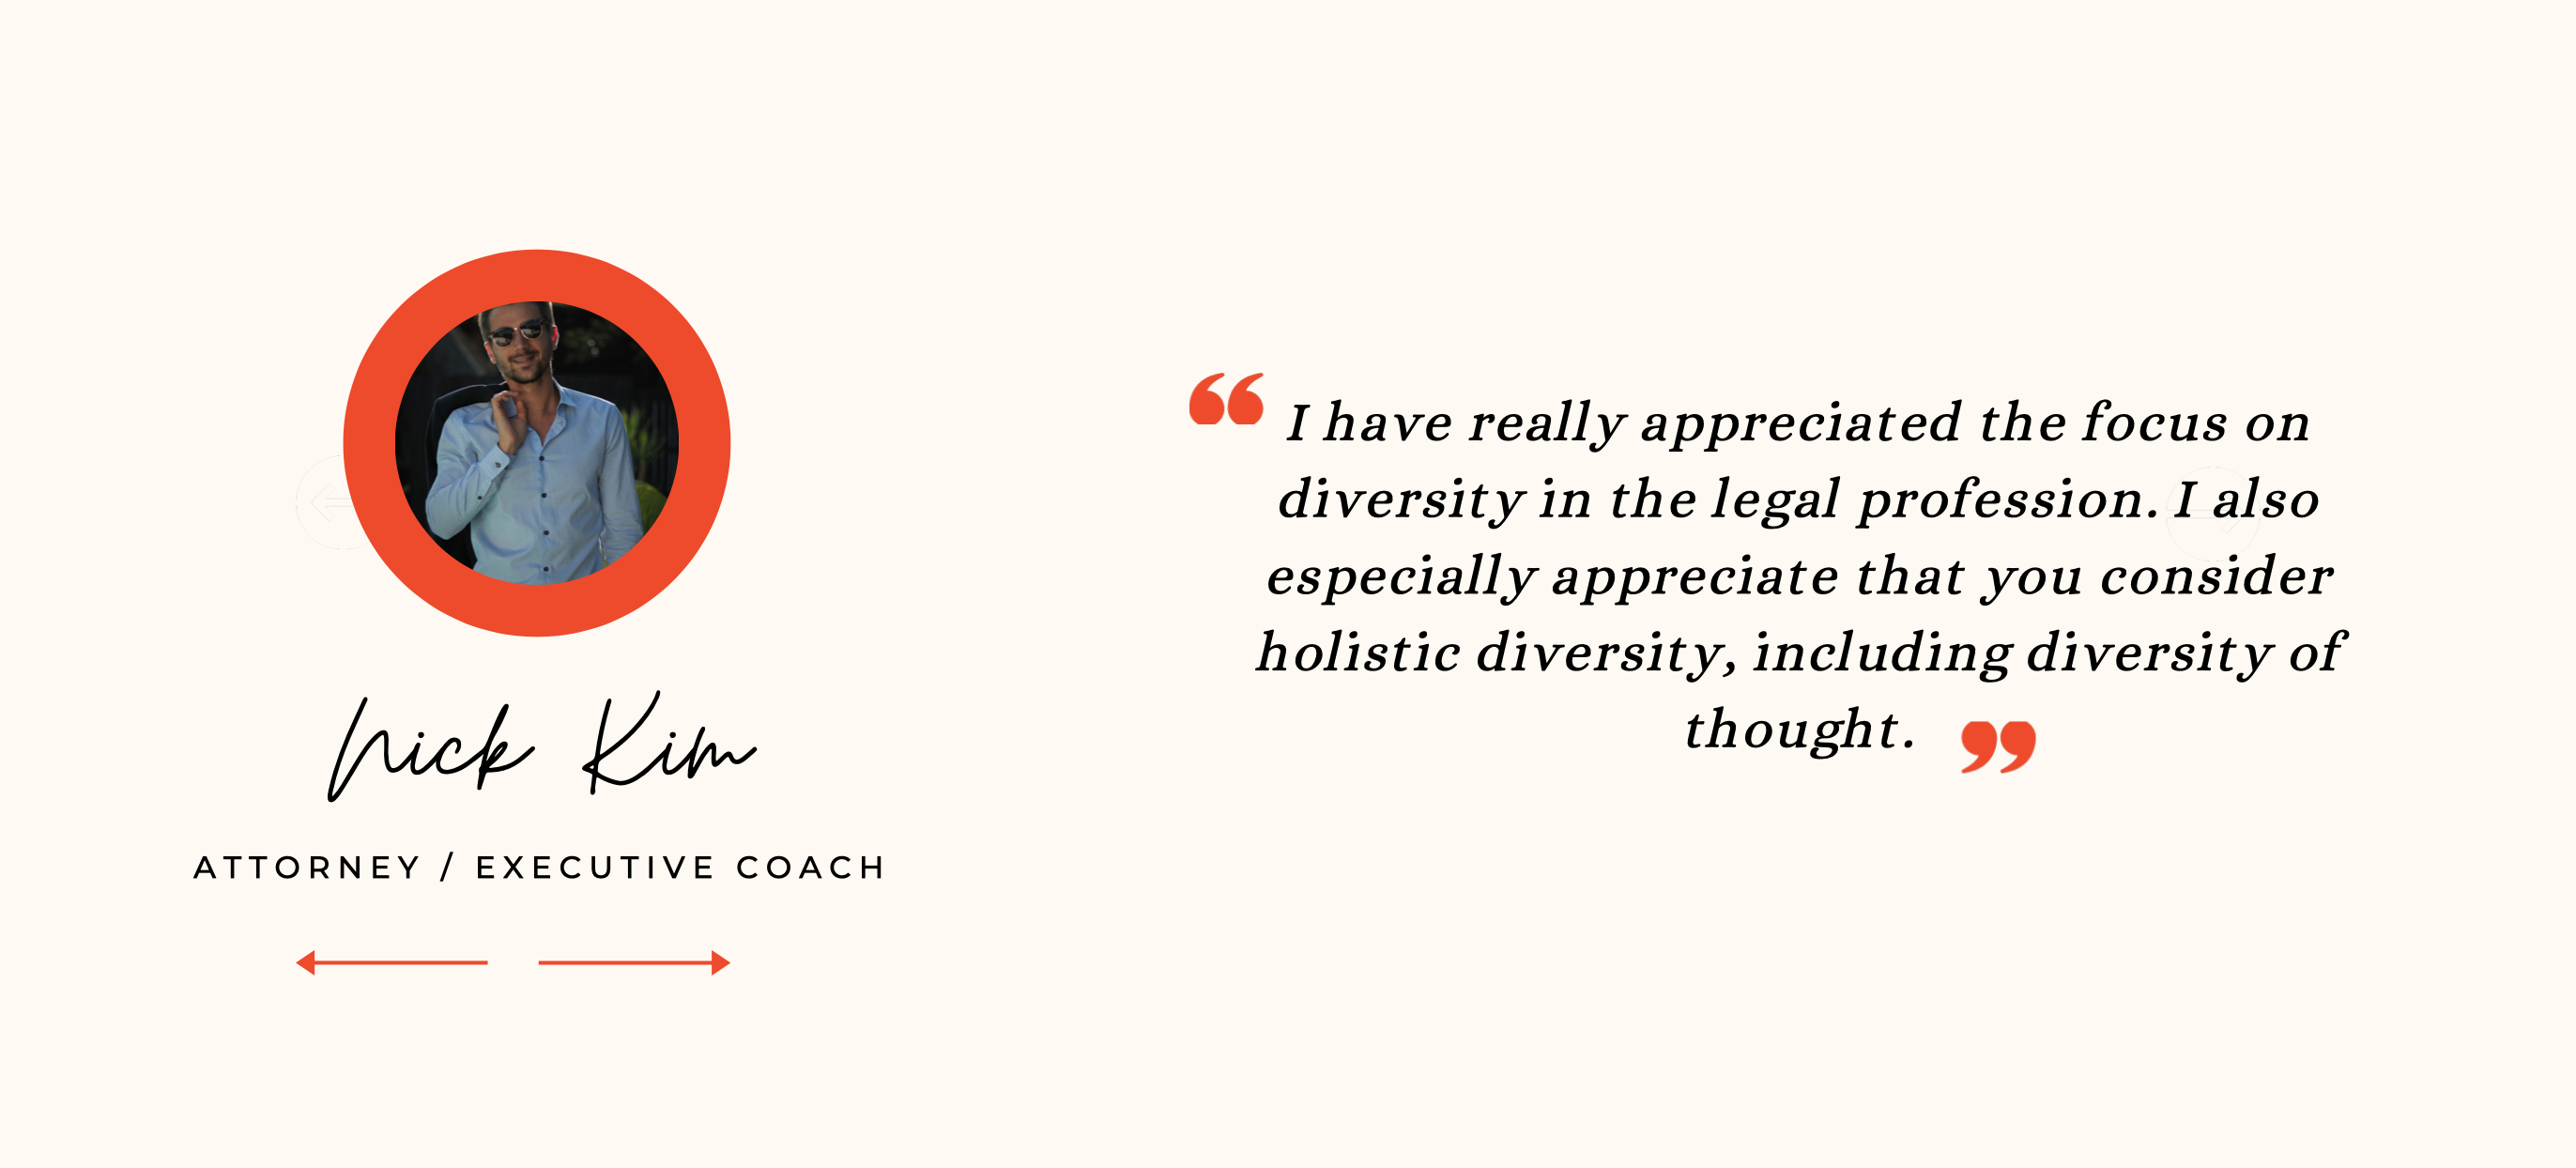 Nick Kim
ATTORNEY / EXECUTIVE COACH
“ I have really appreciated the focus on
diversity in the legal profession. I also
especially appreciate that you consider
holistic diversity, including diversity of
thought. ”